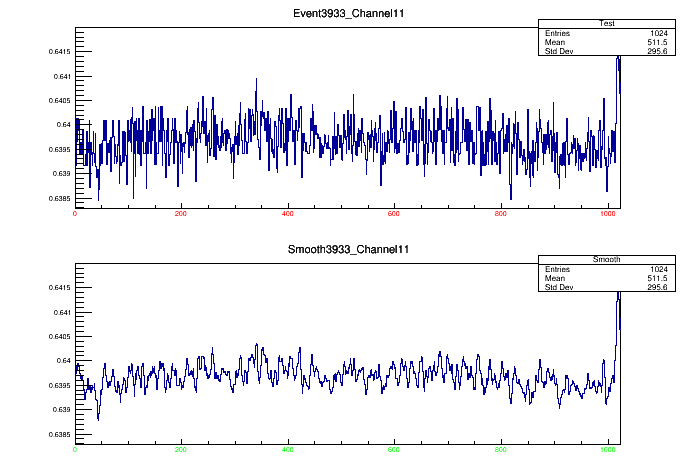 Event3933_Channel11
Test
Entries 1024
Mean 511.5
Std Dev 295.6
0.6415
0.641
0.6405
0.64
0.6395
0.639
0.6385
0 200 400 600 800 1000
Smooth3933_Channel11
Smooth
Entries 1024
Mean 511.5
Std Dev 295.6
0.6415
0.641
0.6405
0.64
0.6395
0.639
0.6385
0 200 400 600 800 1000